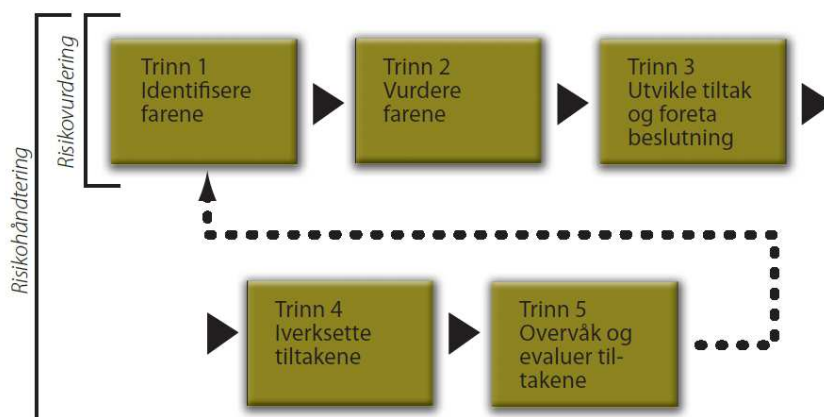 Risikohåndtering
Risikovurdering
Trinn 1
Identifisere
farene
Trinn 2
Vurdere
farene
Trinn 3
Utvikle tiltak
og foreta
beslutning
Trinn 4
Iverksette
tiltakene
Trinn 5
Overvåk og
evaluer til-
takene